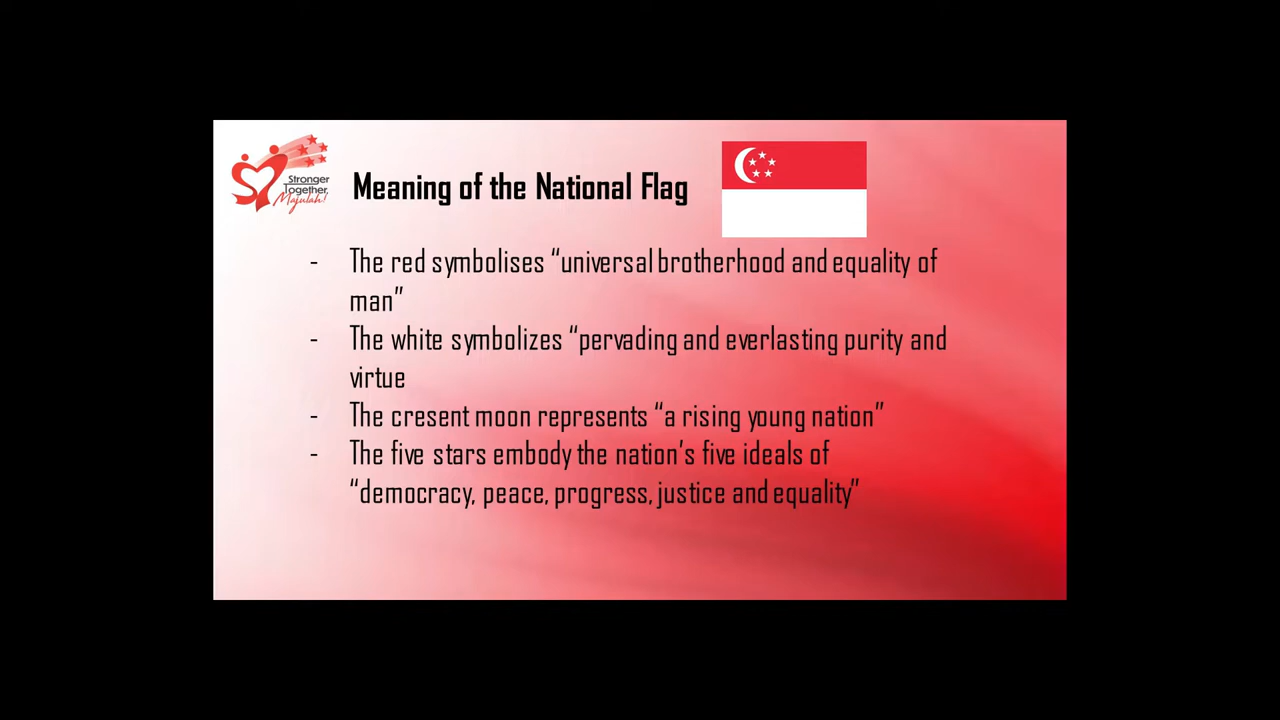 Stronger
Together,
Majulah!
Meaning of the National Flag
- The red symbolises “universal brotherhood and equality of
man”
- The white symbolizes “pervading and everlasting purity and
virtue
- The cresent moon represents “a rising young nation”
- The five stars embody the nation’s five ideals of
“democracy, peace, progress, justice and equality”